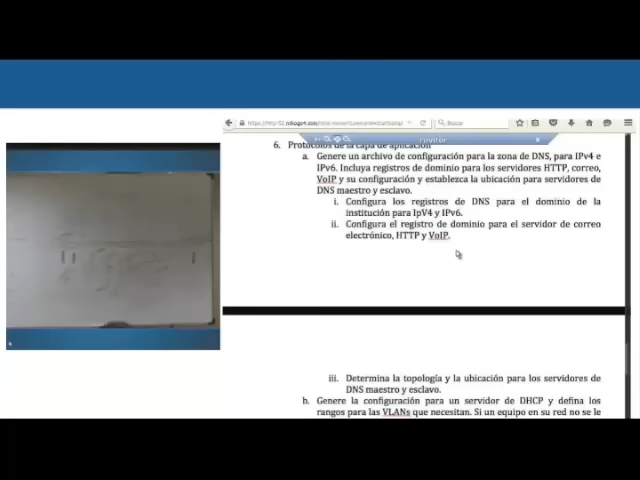 Buscar
6. Protocolos de la capa de aplicación
a. Genere un archivo de configuración para la zona de DNS, para IPv4 e
IPv6. Incluya registros de dominio para los servidores HTTP, correo,
VoIP y su configuración y establezca la ubicación para servidores de
DNS maestro y esclavo.
i. Configura los registros de DNS para el dominio de la
institución para IpV4 y IPv6.
ii. Configura el registro de dominio para el servidor de correo
electrónico, HTTP y VoIP.
iii. Determina la topología y la ubicación para los servidores de
DNS maestro y esclavo.
b. Genere la configuración para un servidor de DHCP y defina los
rangos para las VLANs que necesitan. Si un equipo en su red no se le